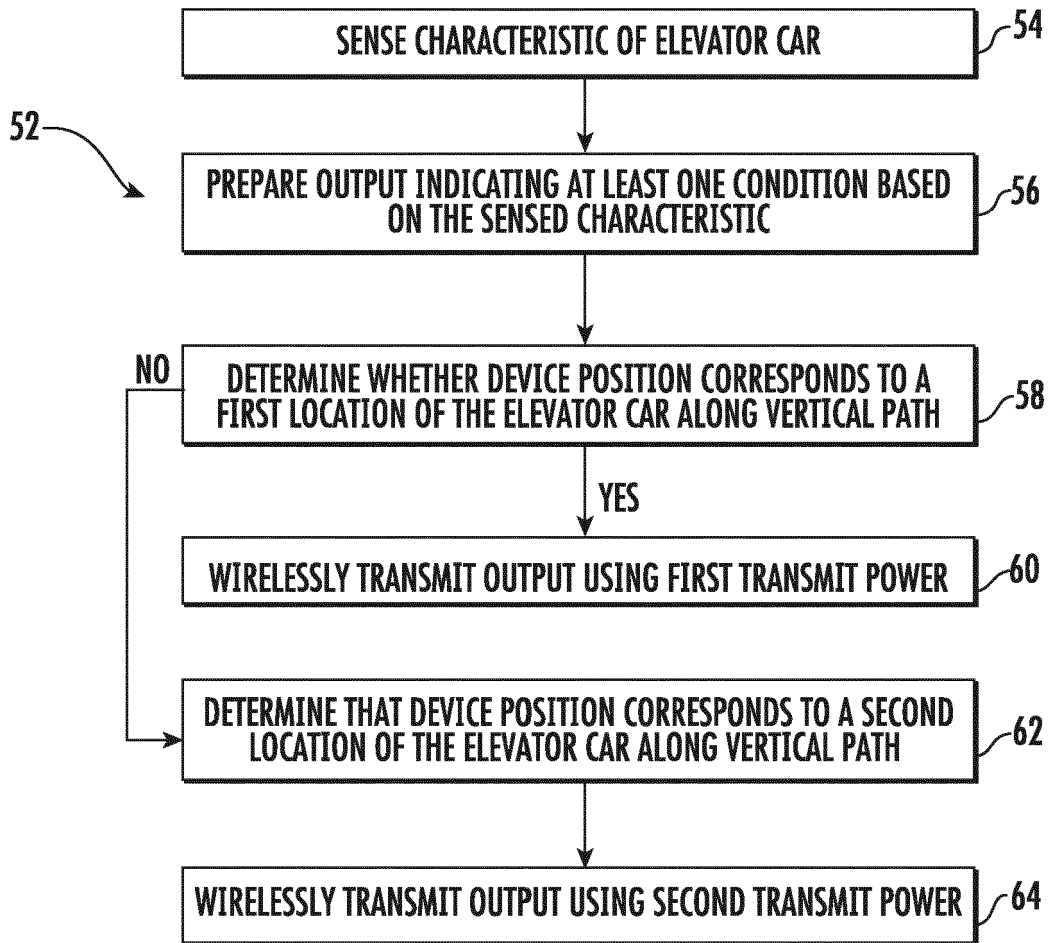 SENSE CHARACTERISTIC OF ELEVATOR CAR
54
52
PREPARE OUTPUT INDICATING AT LEAST ONE CONDITION BASED
ON THE SENSED CHARACTERISTIC
56
NO
DETERMINE WHETHER DEVICE POSITION CORRESPONDS TO A
FIRST LOCATION OF THE ELEVATOR CAR ALONG VERTICAL PATH
58
YES
WIRELESSLY TRANSMIT OUTPUT USING FIRST TRANSMIT POWER
60
DETERMINE THAT DEVICE POSITION CORRESPONDS TO A SECOND
LOCATION OF THE ELEVATOR CAR ALONG VERTICAL PATH
62
WIRELESSLY TRANSMIT OUTPUT USING SECOND TRANSMIT POWER
64